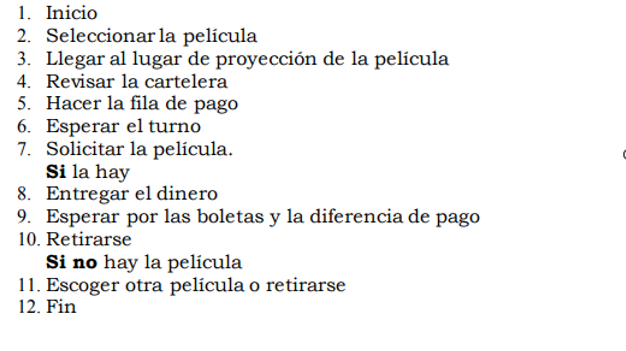 1. Inicio
2. Seleccionar la película
3. Llegar al lugar de proyección de la película
4. Revisar la cartelera
5. Hacer la fila de pago
6. Esperar el turno
7. Solicitar la película.
Si la hay
8. Entregar el dinero
9. Esperar por las boletas y la diferencia de pago
10. Retirarse
Si no hay la película
11. Escoger otra película o retirarse
12. Fin